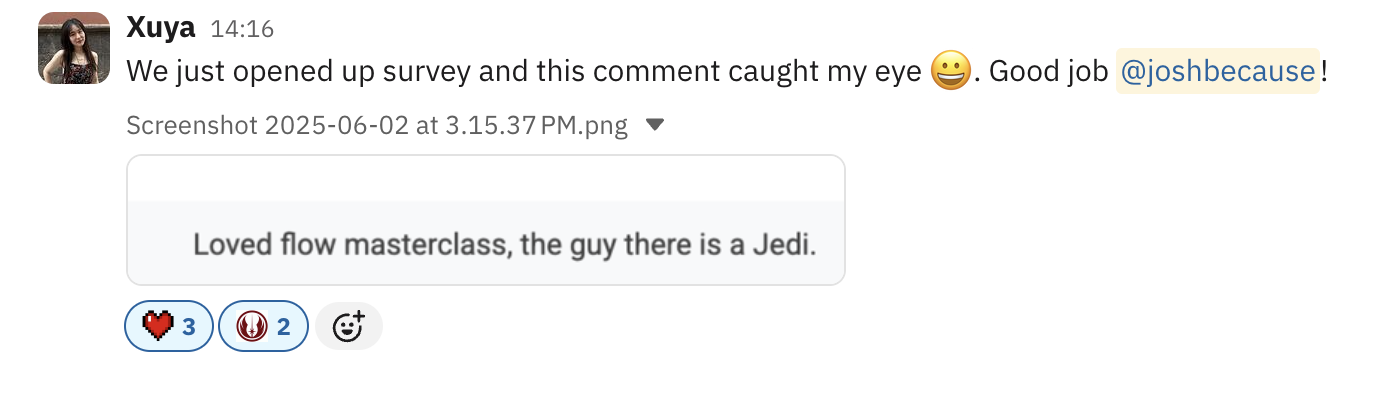 Xuya 14:16
We just opened up survey and this comment caught my eye 😀. Good job @joshbecause!
Screenshot 2025-06-02 at 3.15.37 PM.png
Loved flow masterclass, the guy there is a Jedi.
3 2